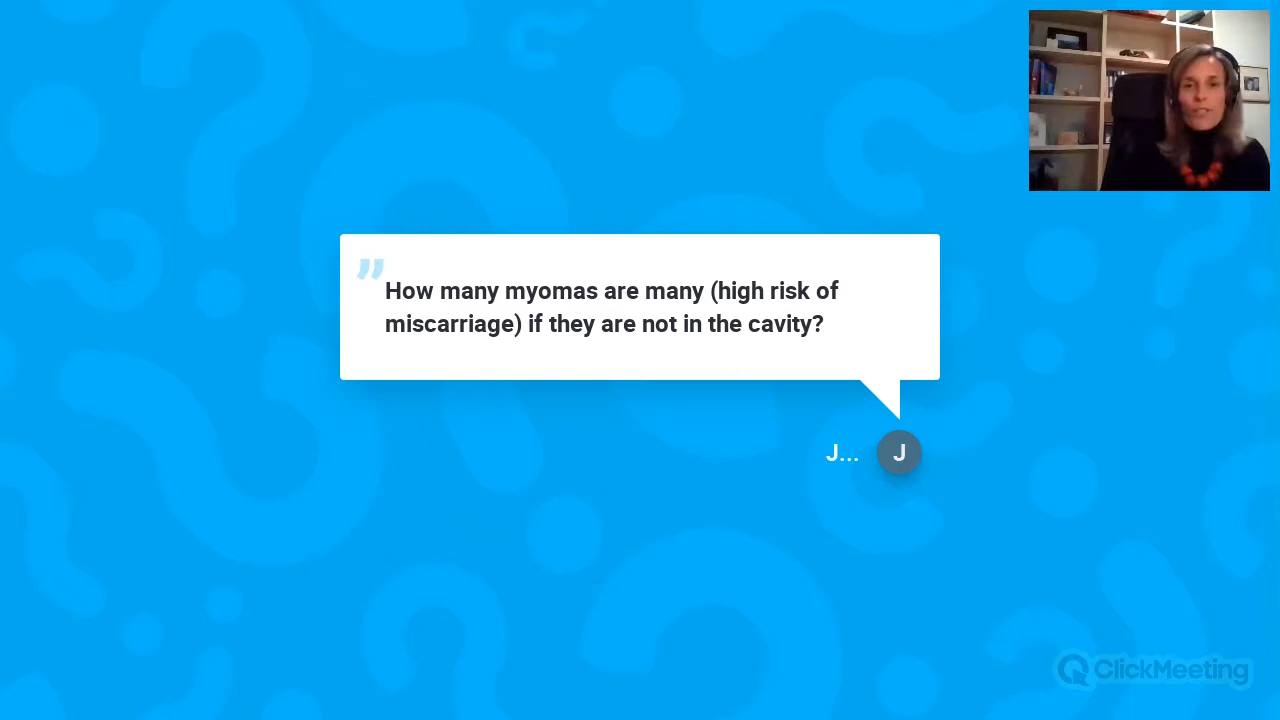 " How many myomas are many (high risk of
miscarriage) if they are not in the cavity?
J... J
ClickMeeting